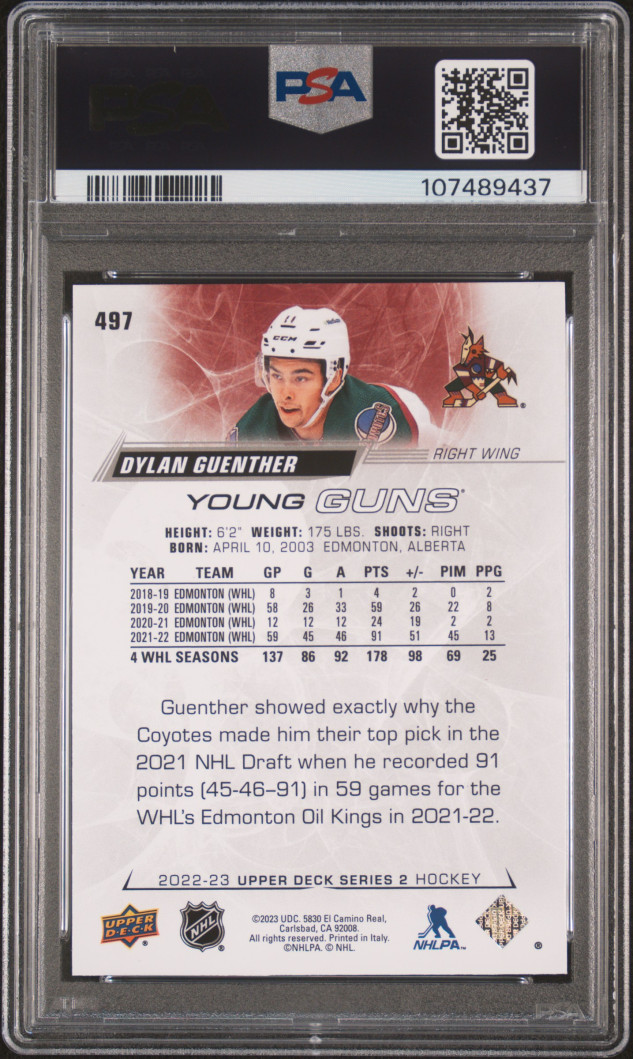 PSA
107489437
497
CCM
DYLAN GUENTHER
RIGHT WING
YOUNG GUNS®
HEIGHT: 6'2" WEIGHT: 175 LBS. SHOOTS: RIGHT
BORN: APRIL 10, 2003 EDMONTON, ALBERTA
YEAR TEAM GP G A PTS +/- PIM PPG
2018-19 EDMONTON (WHL) 8 3 1 4 2 0 2
2019-20 EDMONTON (WHL) 58 26 33 59 26 22 8
2020-21 EDMONTON (WHL) 12 12 12 24 19 2 2
2021-22 EDMONTON (WHL) 59 45 46 91 51 45 13
4 WHL SEASONS 137 86 92 178 98 69 25
Guenther showed exactly why the
Coyotes made him their top pick in the
2021 NHL Draft when he recorded 91
points (45-46–91) in 59 games for the
WHL's Edmonton Oil Kings in 2021-22.
2022-23 UPPER DECK SERIES 2 HOCKEY
UPPER DECK®
NHL®
©2023 UDC. 5830 El Camino Real,
Carlsbad, CA 92008.
All rights reserved. Printed in Italy.
©NHLPA. © NHL.
NHLPA™
®
PSA